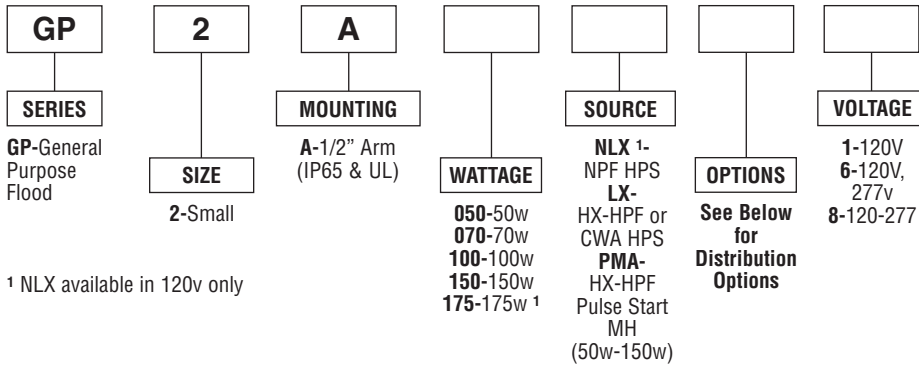 GP 2 A
SERIES
GP-General
Purpose
Flood
SIZE
2-Small
MOUNTING
A-1/2” Arm
(IP65 & UL)
WATTAGE
050-50w
070-70w
100-100w
150-150w
175-175w ¹
SOURCE
NLX ¹-
NPF HPS
LX-
HX-HPF or
CWA HPS
PMA-
HX-HPF
Pulse Start
MH
(50w-150w)
OPTIONS
See Below
for
Distribution
Options
VOLTAGE
1-120V
6-120V,
277v
8-120-277
¹ NLX available in 120v only